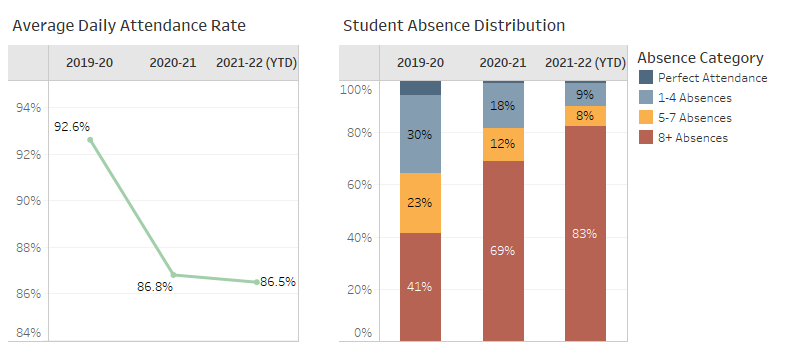 Average Daily Attendance Rate
2019-20 2020-21 2021-22 (YTD)
94%
92%
90%
88%
86%
84%
92.6%
86.8%
86.5%
Student Absence Distribution
2019-20 2020-21 2021-22 (YTD)
100%
80%
60%
40%
20%
0%
30%
23%
41%
18%
12%
69%
9%
8%
83%
Absence Category
Perfect Attendance
1-4 Absences
5-7 Absences
8+ Absences